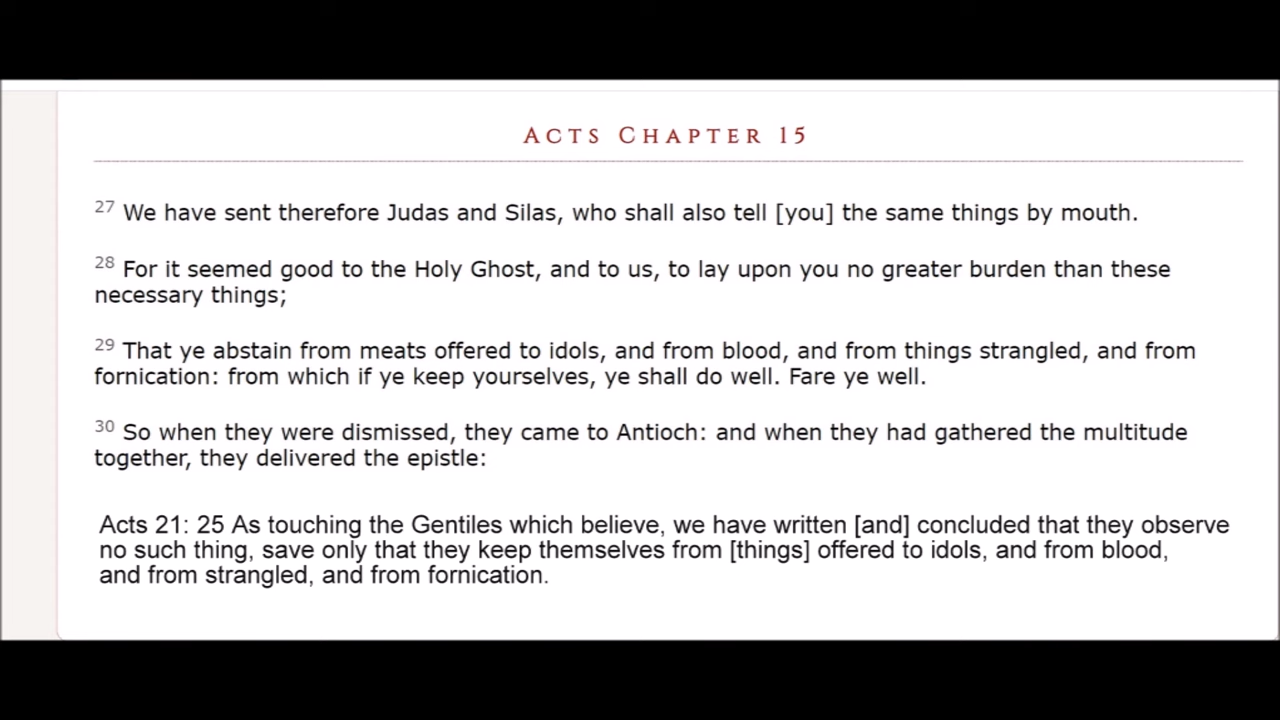 Acts Chapter 15
27 We have sent therefore Judas and Silas, who shall also tell [you] the same things by mouth.
28 For it seemed good to the Holy Ghost, and to us, to lay upon you no greater burden than these
necessary things;
29 That ye abstain from meats offered to idols, and from blood, and from things strangled, and from
fornication: from which if ye keep yourselves, ye shall do well. Fare ye well.
30 So when they were dismissed, they came to Antioch: and when they had gathered the multitude
together, they delivered the epistle:
Acts 21: 25 As touching the Gentiles which believe, we have written [and] concluded that they observe
no such thing, save only that they keep themselves from [things] offered to idols, and from blood,
and from strangled, and from fornication.